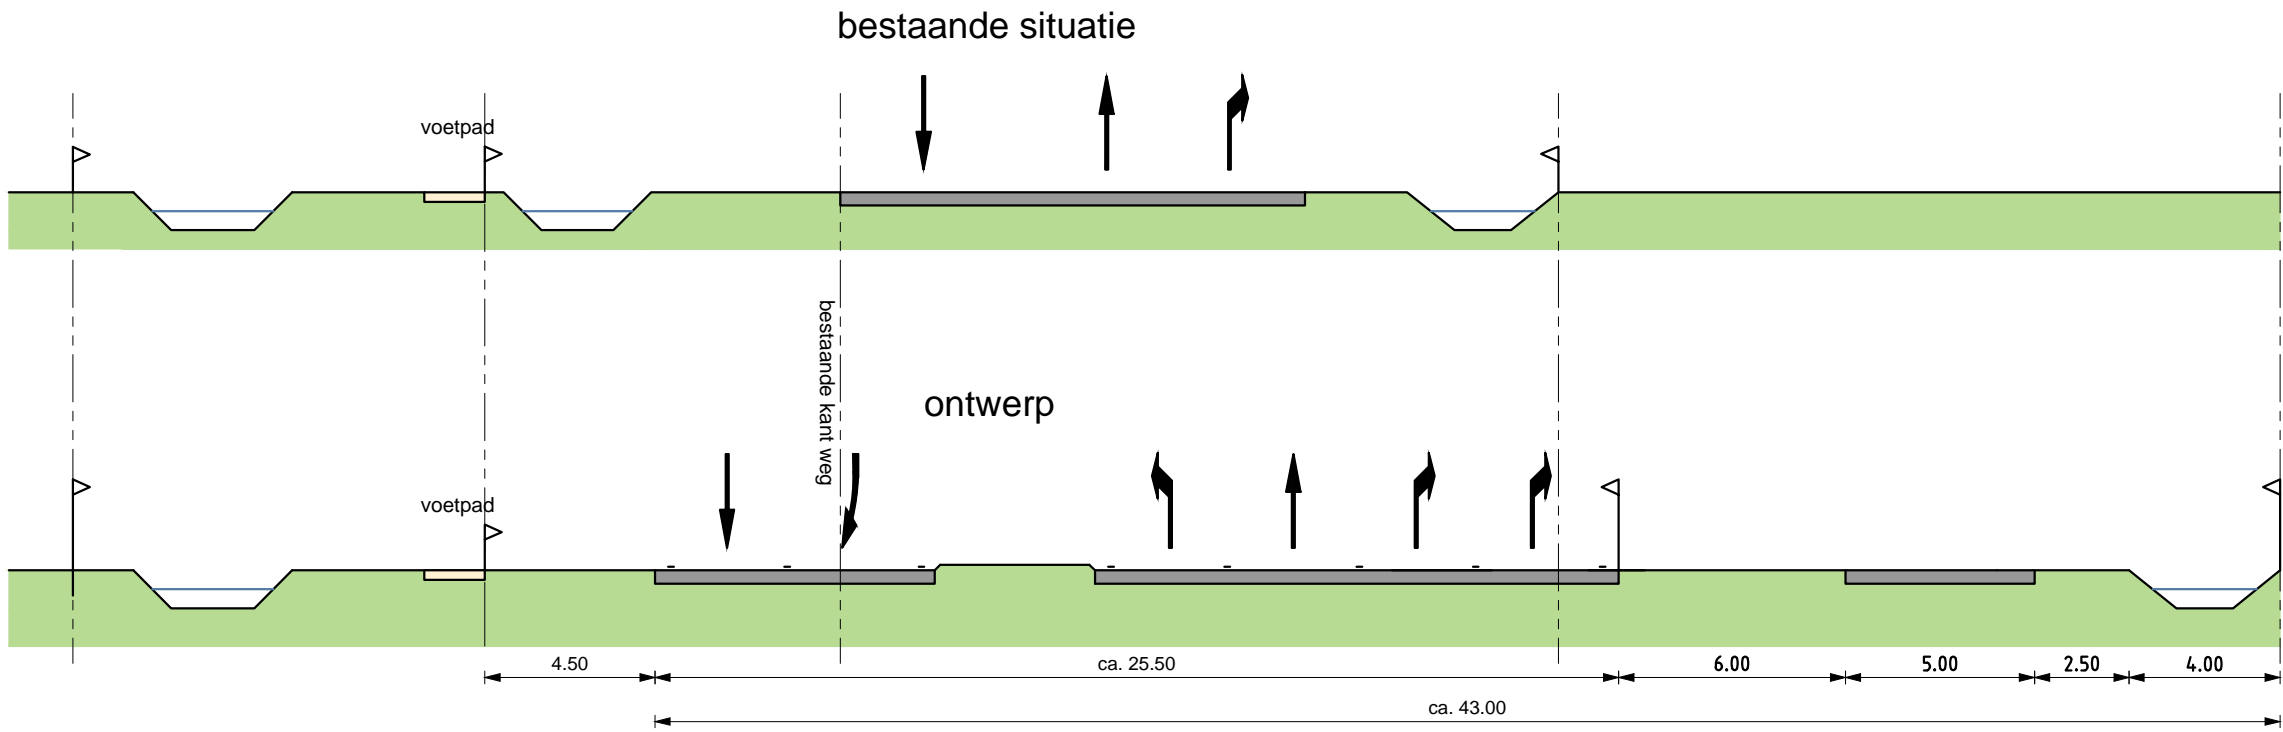 bestaande situatie
voetpad
bestaande kant weg
ontwerp
voetpad
4.50
ca. 25.50
6.00
5.00
2.50
4.00
ca. 43.00